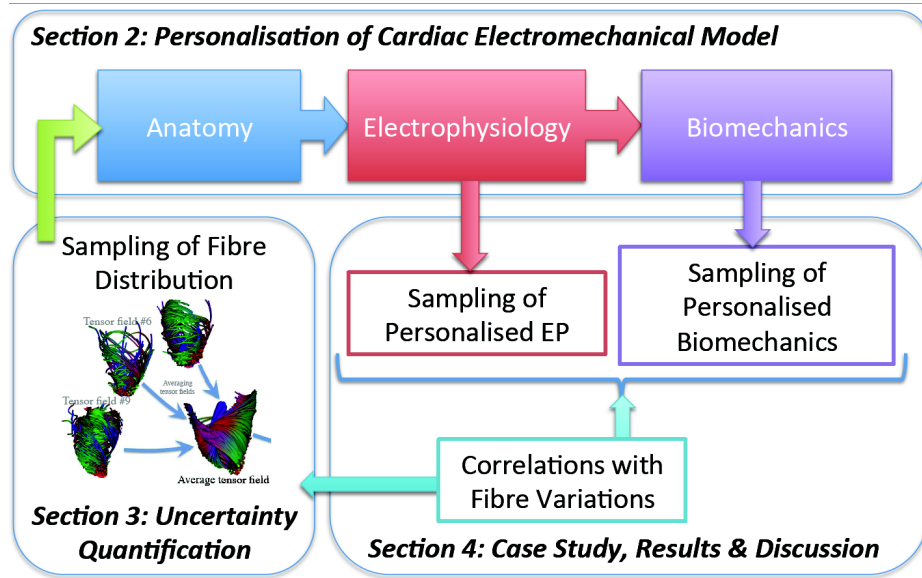 Section 2: Personalisation of Cardiac Electromechanical Model
Anatomy
Electrophysiology
Biomechanics
Sampling of Fibre
Distribution
Tensor field #6
Averaging
tensor fields
Tensor field #9
Average tensor field
Section 3: Uncertainty
Quantification
Sampling of
Personalised EP
Sampling of
Personalised
Biomechanics
Correlations with
Fibre Variations
Section 4: Case Study, Results & Discussion